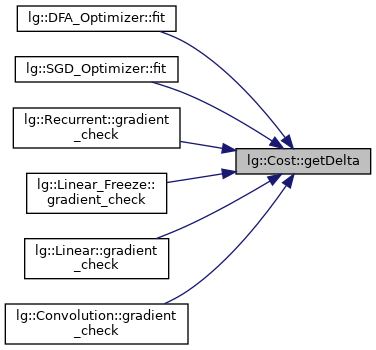 lg::DFA_Optimizer::fit
lg::SGD_Optimizer::fit
lg::Recurrent::gradient
_check
lg::Cost::getDelta
lg::Linear_Freeze::
gradient_check
lg::Linear::gradient
_check
lg::Convolution::gradient
_check